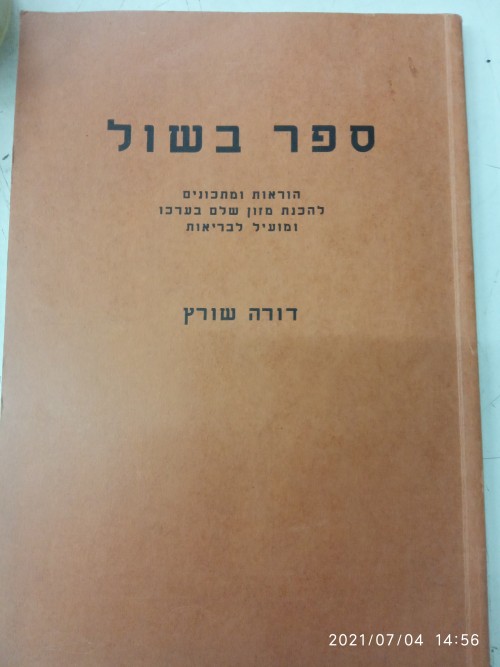 ספר בשול
הוראות ומתכונים
להכנת מזון שלם בערכו
ומועיל לבריאות
דורה שורץ
2021/07/04 14:56